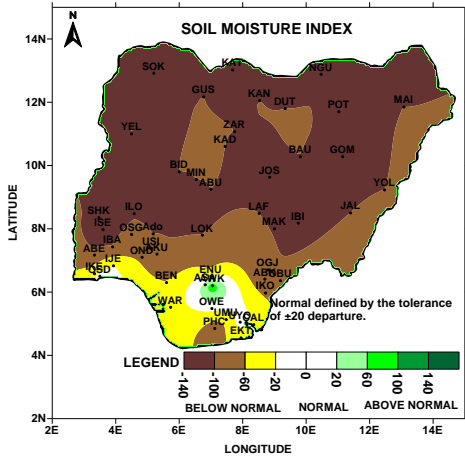 SOIL MOISTURE INDEX
N
14N
12N
10N
8N
6N
4N
2N
LATITUDE
KAT
NGU
SOK
GUS
KAN
DUT
MAI
POT
YEL
ZAR
KAD
BAU
GOM
BID
MIN
ABU
JOS
YOL
SHK
ILO
LAF
IBI
JAL
ISE
OSG
Ado
LOK
MAK
IBA
USI
AKU
ABE
OND
IJE
OGJ
IKE
OSD
BEN
ENU
AWK
OBU
IKO
WAR
OWE
UMU
UYO
CAL
PHC
EKT
Normal defined by the tolerance
of ±20 departure.
LEGEND
-140
-100
-60
-20
0
20
60
100
140
BELOW NORMAL
NORMAL
ABOVE NORMAL
2E
4E
6E
8E
10E
12E
14E
LONGITUDE